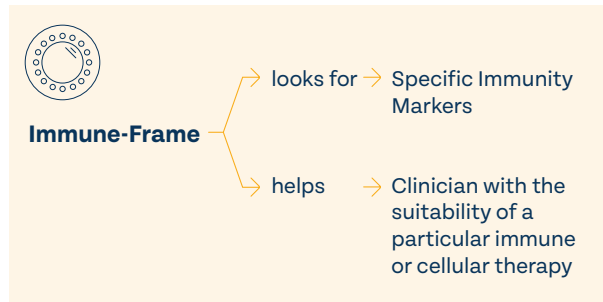 looks for Specific Immunity
Markers
Immune-Frame
helps Clinician with the
suitability of a
particular immune
or cellular therapy